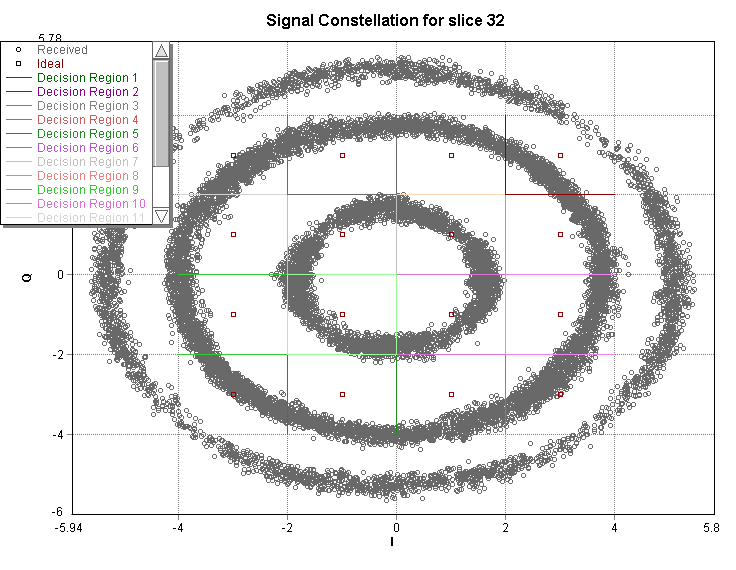 Signal Constellation for slice 32
5.78
Received
Ideal
Decision Region 1
Decision Region 2
Decision Region 3
Decision Region 4
Decision Region 5
Decision Region 6
Decision Region 7
Decision Region 8
Decision Region 9
Decision Region 10
Decision Region 11
Q
0
-2
-4
-6
-5.94 -4 -2 0 2 4 5.8
I